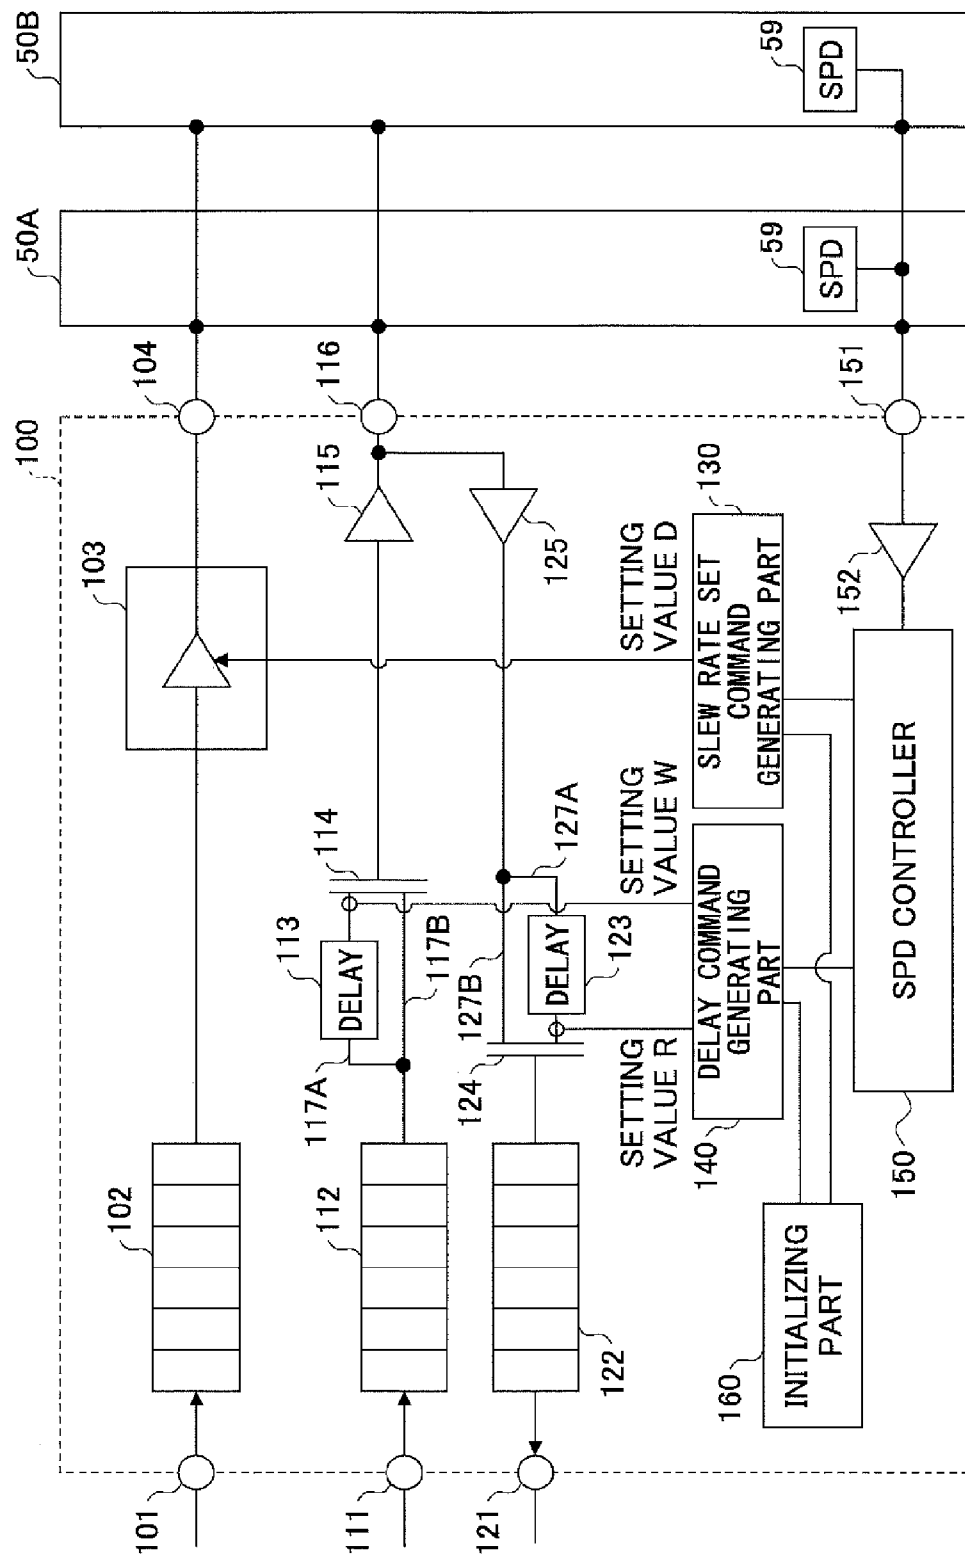 100
50A
50B
101
102
103
104
111
112
117A
113
DELAY
117B
114
115
116
121
122
124
127B
DELAY
123
127A
125
SETTING
VALUE R
SETTING
VALUE W
SETTING
VALUE D
140
DELAY COMMAND
GENERATING
PART
130
SLEW RATE SET
COMMAND
GENERATING PART
160
INITIALIZING
PART
150
SPD CONTROLLER
152
151
59
SPD
59
SPD